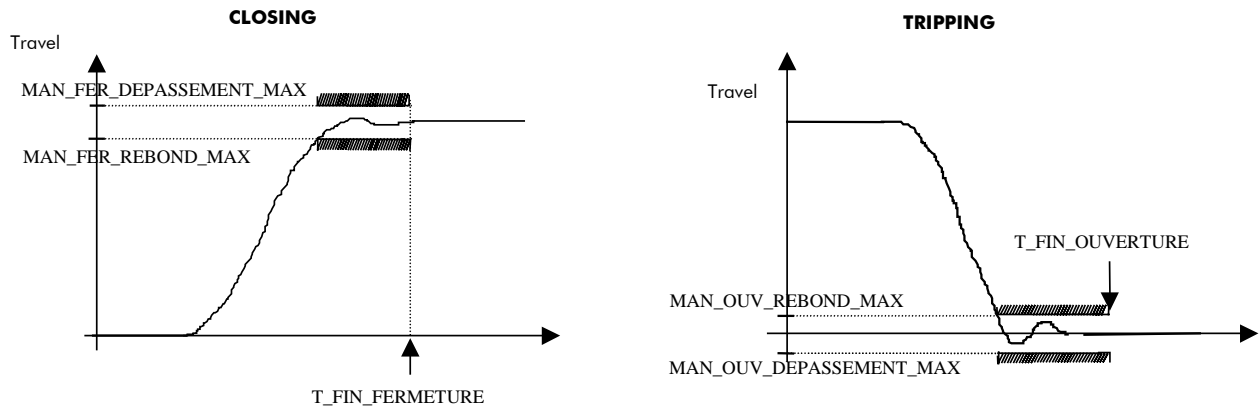 CLOSING
Travel
MAN_FER_DEPASSEMENT_MAX
MAN_FER_REBOND_MAX
T_FIN_FERMETURE
TRIPPING
Travel
T_FIN_OUVERTURE
MAN_OUV_REBOND_MAX
MAN_OUV_DEPASSEMENT_MAX